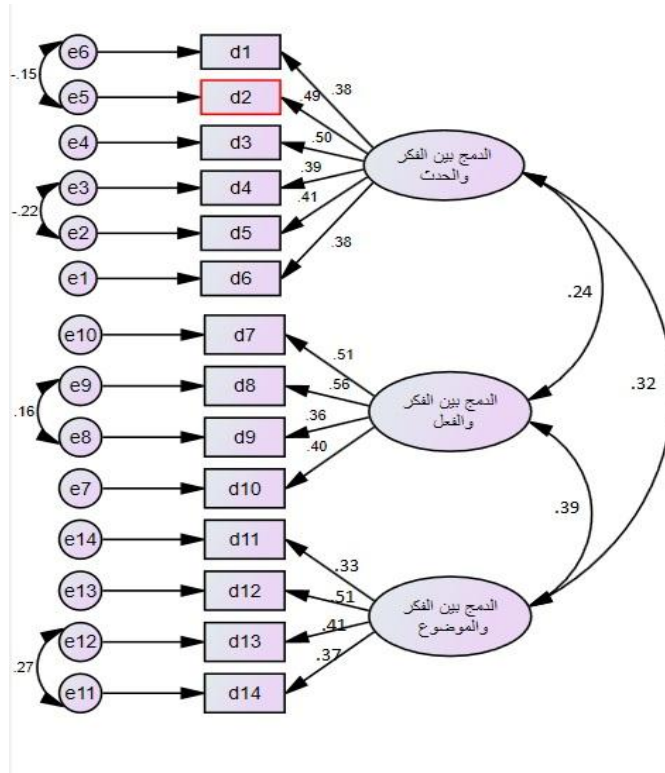 e6
d1
-.15
.38
e5
d2
.49
e4
d3
.50
الدمج بين الفكر
والحدث
e3
d4
.39
-.22
.41
e2
d5
.38
e1
d6
.24
e10
d7
.51
e9
d8
.56
.32
.16
.36
الدمج بين الفكر
والفعل
e8
d9
.40
e7
d10
.39
e14
d11
.33
e13
d12
.51
الدمج بين الفكر
والموضوع
e12
d13
.41
.27
.37
e11
d14